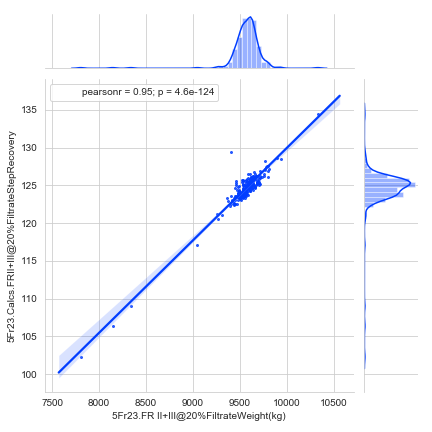 pearsonr = 0.95; p = 4.6e-124
135
130
125
120
115
110
105
100
5Fr23.Calcs.FRII+III@20%FiltrateStepRecovery
7500 8000 8500 9000 9500 10000 10500
5Fr23.FR II+III@20%FiltrateWeight(kg)